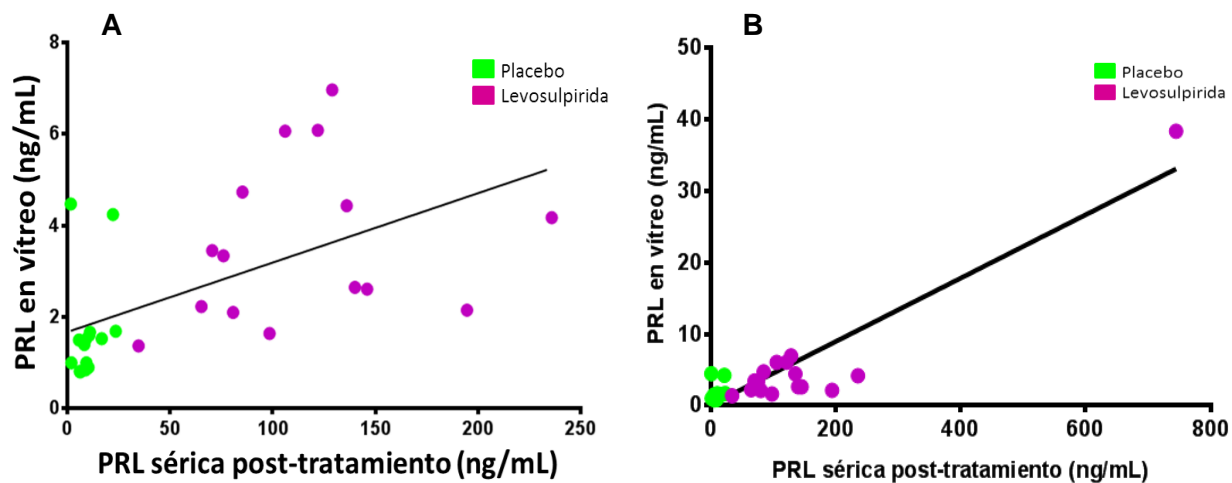 A
PRL en vítreo (ng/mL)
8
6
4
2
0
0 50 100 150 200 250
PRL sérica post-tratamiento (ng/mL)
Placebo
Levosulpirida
B
PRL en vítreo (ng/mL)
50
40
30
20
10
0
0 200 400 600 800
PRL sérica post-tratamiento (ng/mL)
Placebo
Levosulpirida